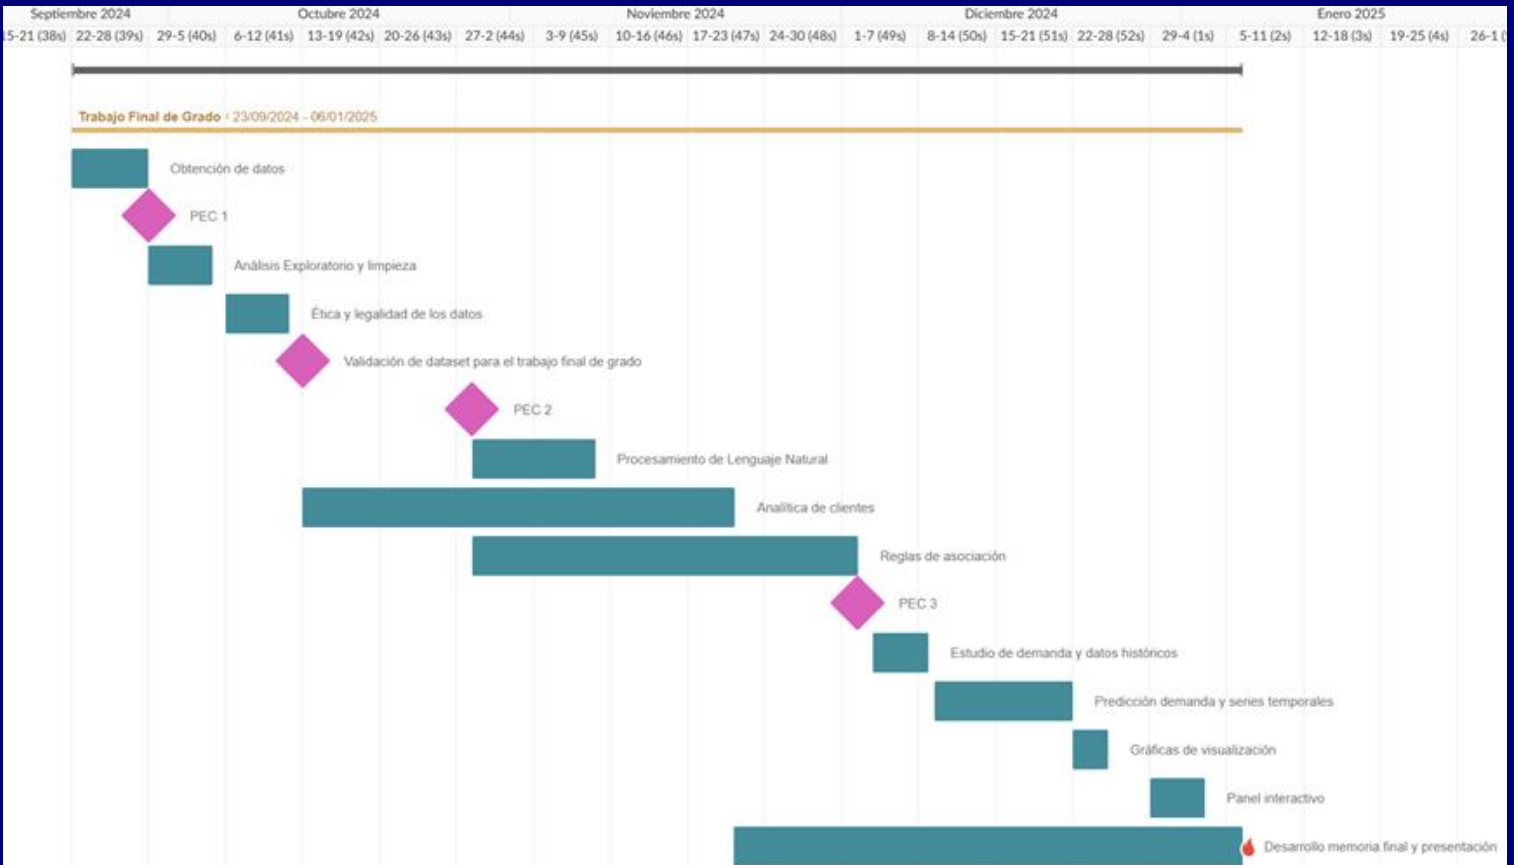 Septiembre 2024 Octubre 2024 Noviembre 2024 Diciembre 2024 Enero 2025
15-21 (38s) 22-28 (39s) 29-5 (40s) 6-12 (41s) 13-19 (42s) 20-26 (43s) 27-2 (44s) 3-9 (45s) 10-16 (46s) 17-23 (47s) 24-30 (48s) 1-7 (49s) 8-14 (50s) 15-21 (51s) 22-28 (52s) 29-4 (1s) 5-11 (2s) 12-18 (3s) 19-25 (4s) 26-1
Trabajo Final de Grado : 23/09/2024 - 06/01/2025
Obtención de datos
PEC 1
Análisis Exploratorio y limpieza
Ética y legalidad de los datos
Validación de dataset para el trabajo final de grado
PEC 2
Procesamiento de Lenguaje Natural
Analítica de clientes
Reglas de asociación
PEC 3
Estudio de demanda y datos históricos
Predicción demanda y series temporales
Gráficas de visualización
Panel interactivo
Desarrollo memoria final y presentación